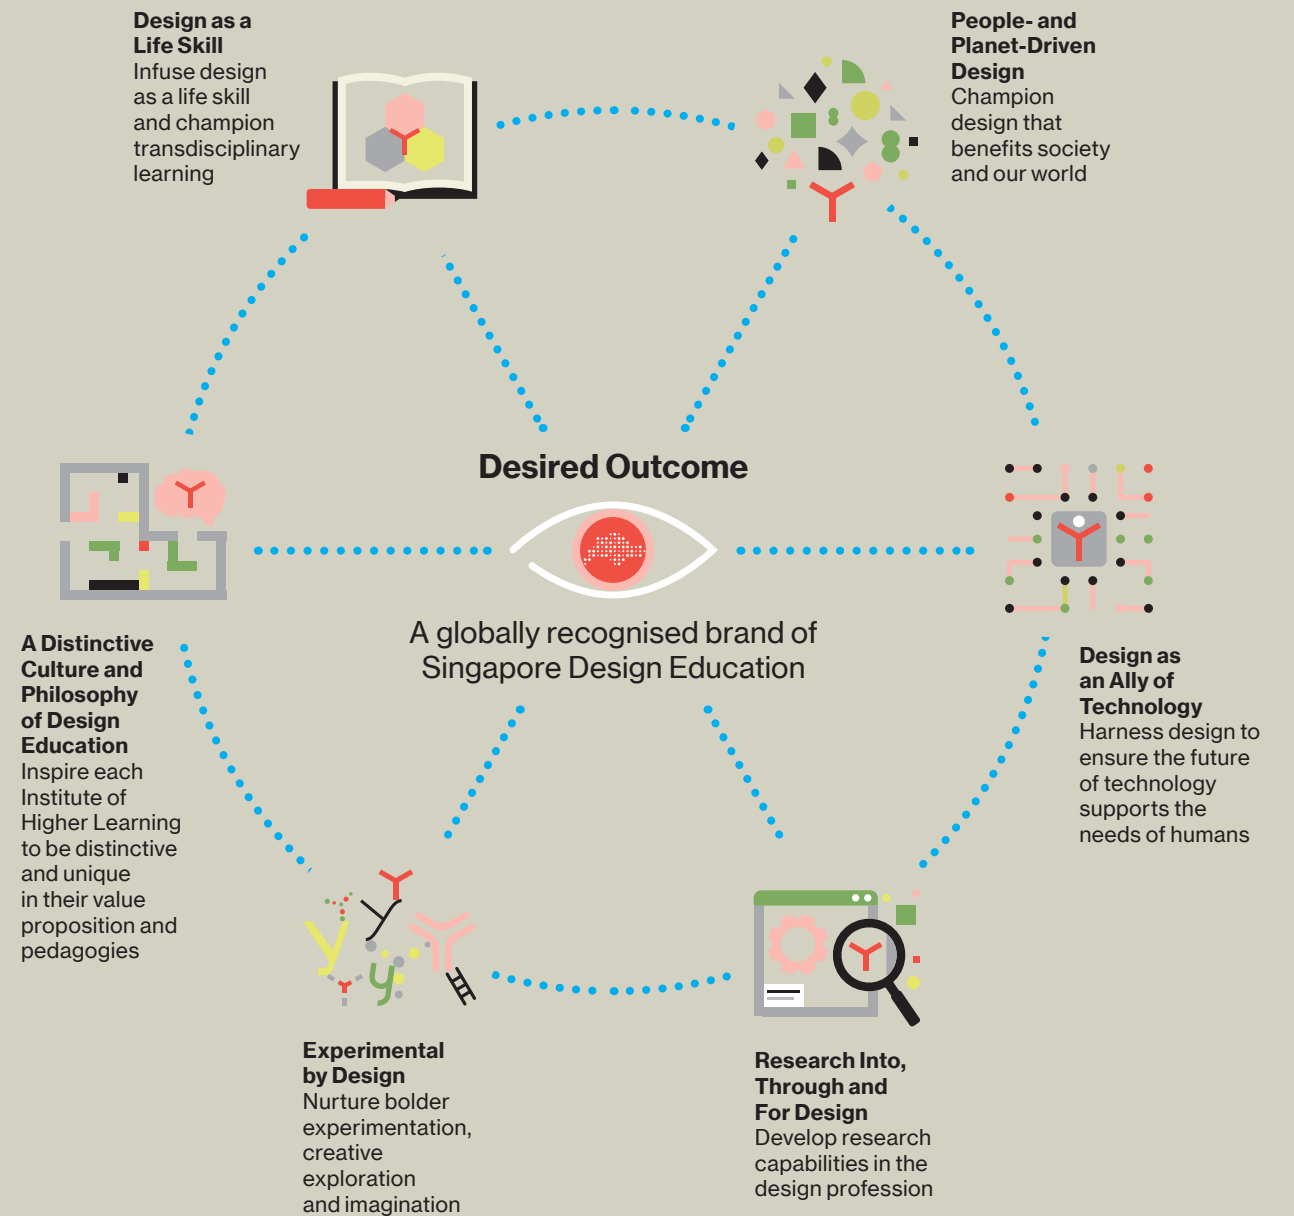 Design as a
Life Skill
Infuse design
as a life skill
and champion
transdisciplinary
learning
People- and
Planet-Driven
Design
Champion
design that
benefits society
and our world
Desired Outcome
A globally recognised brand of
Singapore Design Education
A Distinctive
Culture and
Philosophy
of Design
Education
Inspire each
Institute of
Higher Learning
to be distinctive
and unique
in their value
proposition and
pedagogies
Design as
an Ally of
Technology
Harness design to
ensure the future
of technology
supports the
needs of humans
Experimental
by Design
Nurture bolder
experimentation,
creative
exploration
and imagination
Research Into,
Through and
For Design
Develop research
capabilities in the
design profession